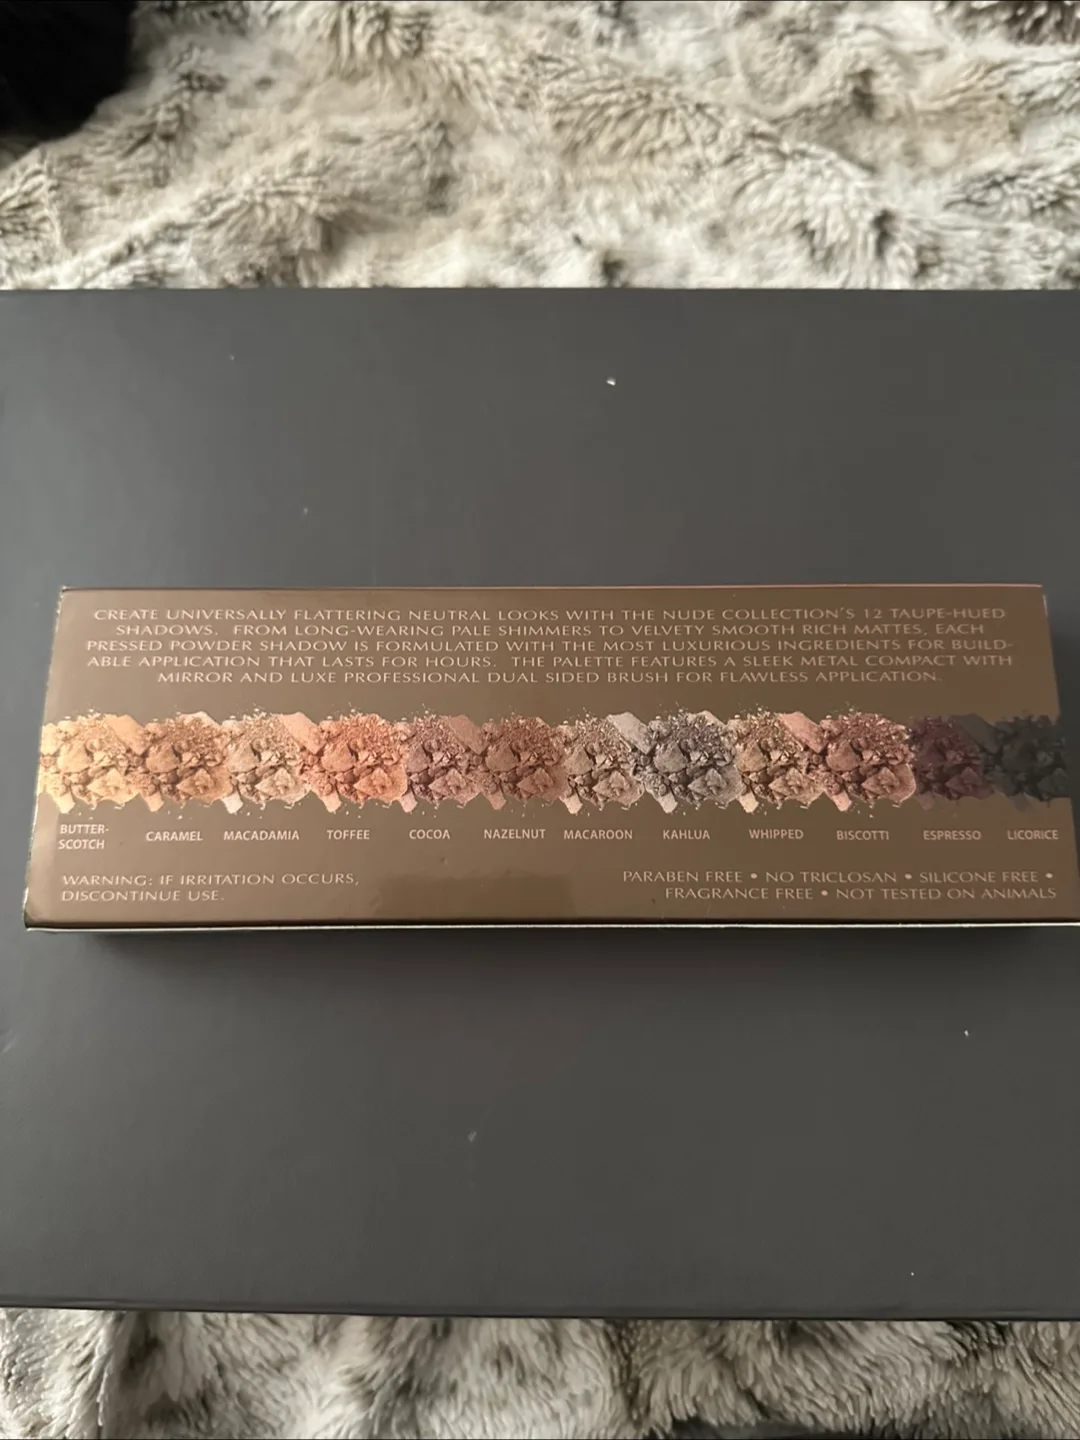 CREATE UNIVERSALLY FLATTERING NEUTRAL LOOKS WITH THE NUDE COLLECTION'S 12 TAUPE-HUED
SHADOWS. FROM LONG-WEARING PALE SHIMMERS TO VELVETY SMOOTH RICH MATTES, EACH
PRESSED POWDER SHADOW IS FORMULATED WITH THE MOST LUXURIOUS INGREDIENTS FOR BUILD-
ABLE APPLICATION THAT LASTS FOR HOURS. THE PALETTE FEATURES A SLEEK METAL COMPACT WITH
MIRROR AND LUXE PROFESSIONAL DUAL SIDED BRUSH FOR FLAWLESS APPLICATION.
BUTTER-
SCOTCH
CARAMEL
MACADAMIA
TOFFEE
COCOA
NAZELNUT
MACAROON
KAHLUA
WHIPPED
BISCOTTI
ESPRESSO
LICORICE
WARNING: IF IRRITATION OCCURS,
DISCONTINUE USE.
PARABEN FREE • NO TRICLOSAN • SILICONE FREE •
FRAGRANCE FREE • NOT TESTED ON ANIMALS